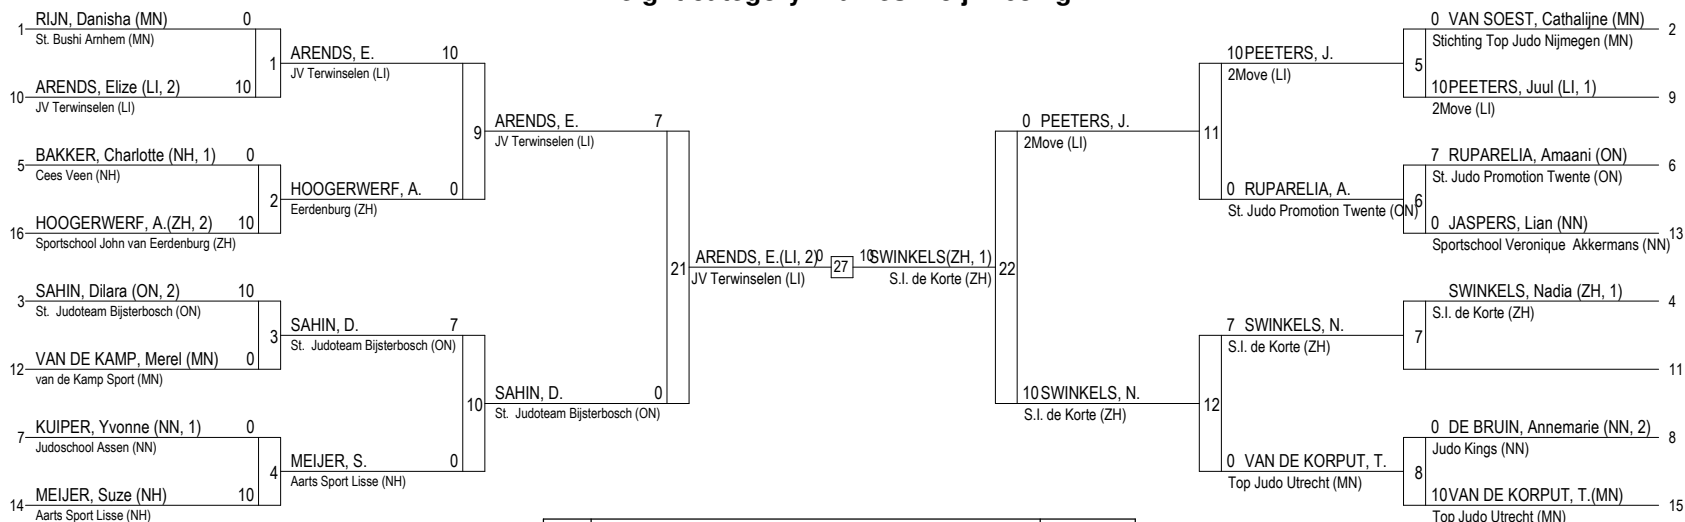 RIJN, Danisha (MN) 0
1
St. Bushi Arnhem (MN)
1
ARENDS, Elize (LI, 2) 10
10
JV Terwinselen (LI)
ARENDS, E. 10
JV Terwinselen (LI)
BAKKER, Charlotte (NH, 1) 0
5
Cees Veen (NH)
2
HOOGERWERF, A.(ZH, 2) 10
16
Sportschool John van Eerdenburg (ZH)
HOOGERWERF, A. 0
Eerdenburg (ZH)
9
ARENDS, E. 7
JV Terwinselen (LI)
SAHIN, Dilara (ON, 2) 10
3
St. Judoteam Bijsterbosch (ON)
3
VAN DE KAMP, Merel (MN) 0
12
van de Kamp Sport (MN)
SAHIN, D. 7
St. Judoteam Bijsterbosch (ON)
KUIPER, Yvonne (NN, 1) 0
7
Judoschool Assen (NN)
4
MEIJER, Suze (NH) 10
14
Aarts Sport Lisse (NH)
MEIJER, S. 0
Aarts Sport Lisse (NH)
10
SAHIN, D. 0
St. Judoteam Bijsterbosch (ON)
21
ARENDS, E.(LI, 2) 0
JV Terwinselen (LI)
27
10 SWINKELS(ZH, 1)
S.I. de Korte (ZH)
22
0 PEETERS, J.
2Move (LI)
10 SWINKELS, N.
S.I. de Korte (ZH)
11
10 PEETERS, J.
2Move (LI)
0 RUPARELIA, A.
St. Judo Promotion Twente (ON)
12
7 SWINKELS, N.
S.I. de Korte (ZH)
0 VAN DE KORPUT, T.
Top Judo Utrecht (MN)
0 VAN SOEST, Cathalijne (MN)
2
Stichting Top Judo Nijmegen (MN)
5
10 PEETERS, Juul (LI, 1)
9
2Move (LI)
7 RUPARELIA, Amaani (ON)
6
St. Judo Promotion Twente (ON)
6
0 JASPERS, Lian (NN)
13
Sportschool Veronique Akkermans (NN)
SWINKELS, Nadia (ZH, 1)
4
S.I. de Korte (ZH)
7
11
0 DE BRUIN, Annemarie (NN, 2)
8
Judo Kings (NN)
8
10 VAN DE KORPUT, T.(MN)
15
Top Judo Utrecht (MN)